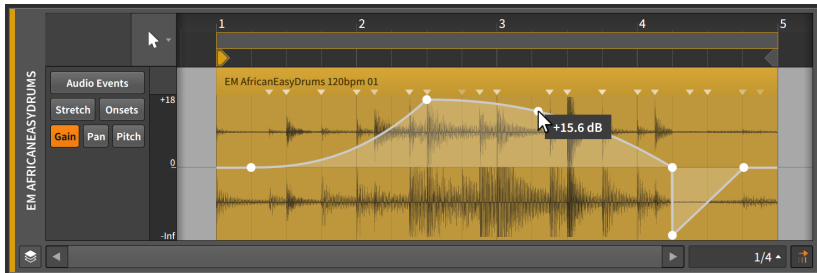 1 2 3 4 5
EM AFRICANEASYDRUMS
Audio Events
Stretch Onsets
Gain Pan Pitch
EM AfricanEasyDrums 120bpm 01
+18
+15.6 dB
0
-Inf
1/4